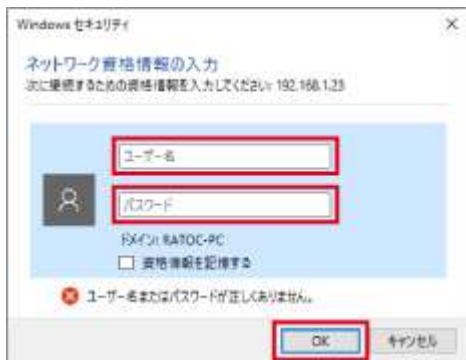 Windows セキュリティ
ネットワーク資格情報の入力
次に接続するための資格情報を入力してください: 192.168.1.23
ユーザー名
パスワード
ドメイン: RATOC-PC
資格情報を記憶する
ユーザー名またはパスワードが正しくありません。
OK
キャンセル